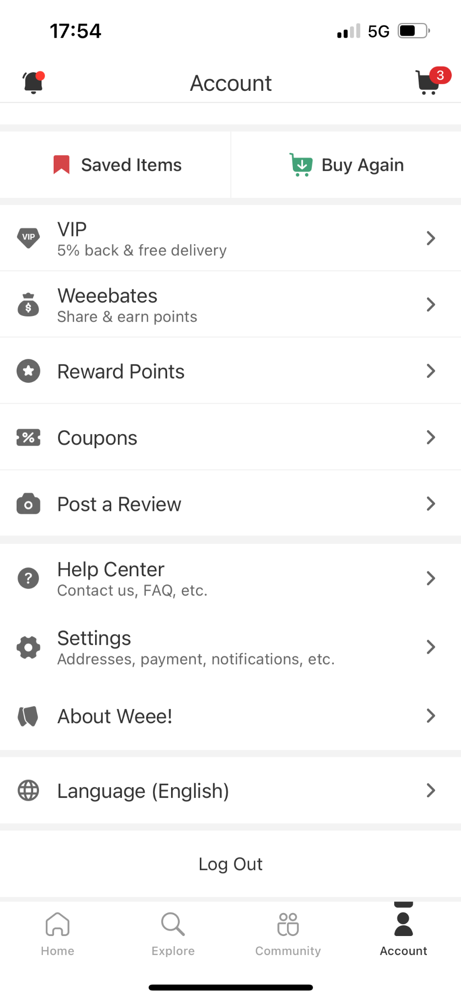 17:54
5G
Account
3
Saved Items
Buy Again
VIP
VIP
5% back & free delivery
$
Weeebates
Share & earn points
Reward Points
%
Coupons
Post a Review
?
Help Center
Contact us, FAQ, etc.
Settings
Addresses, payment, notifications, etc.
About Weee!
Language (English)
Log Out
Home
Explore
Community
Account